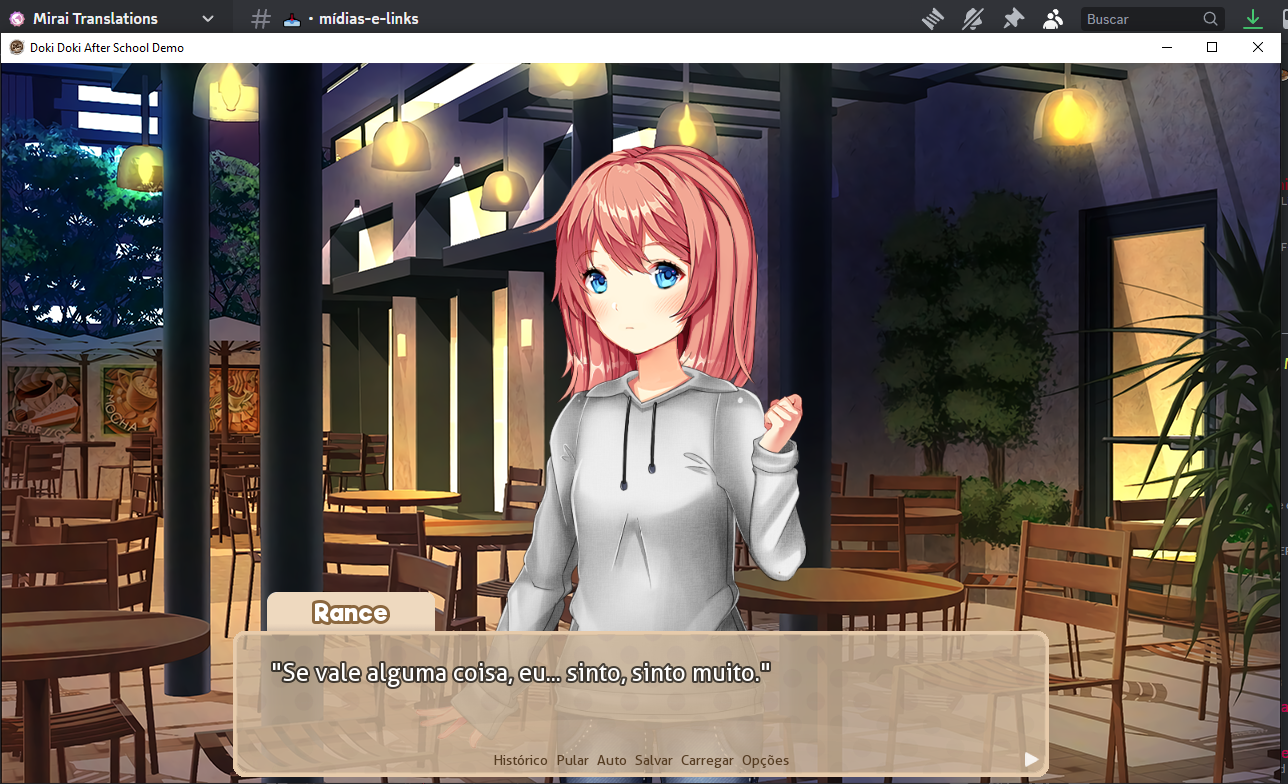 Mirai Translations
• mídias-e-links
Buscar
Doki Doki After School Demo
MOCHA
Rance
"Se vale alguma coisa, eu... sinto, sinto muito."
Histórico Pular Auto Salvar Carregar Opções